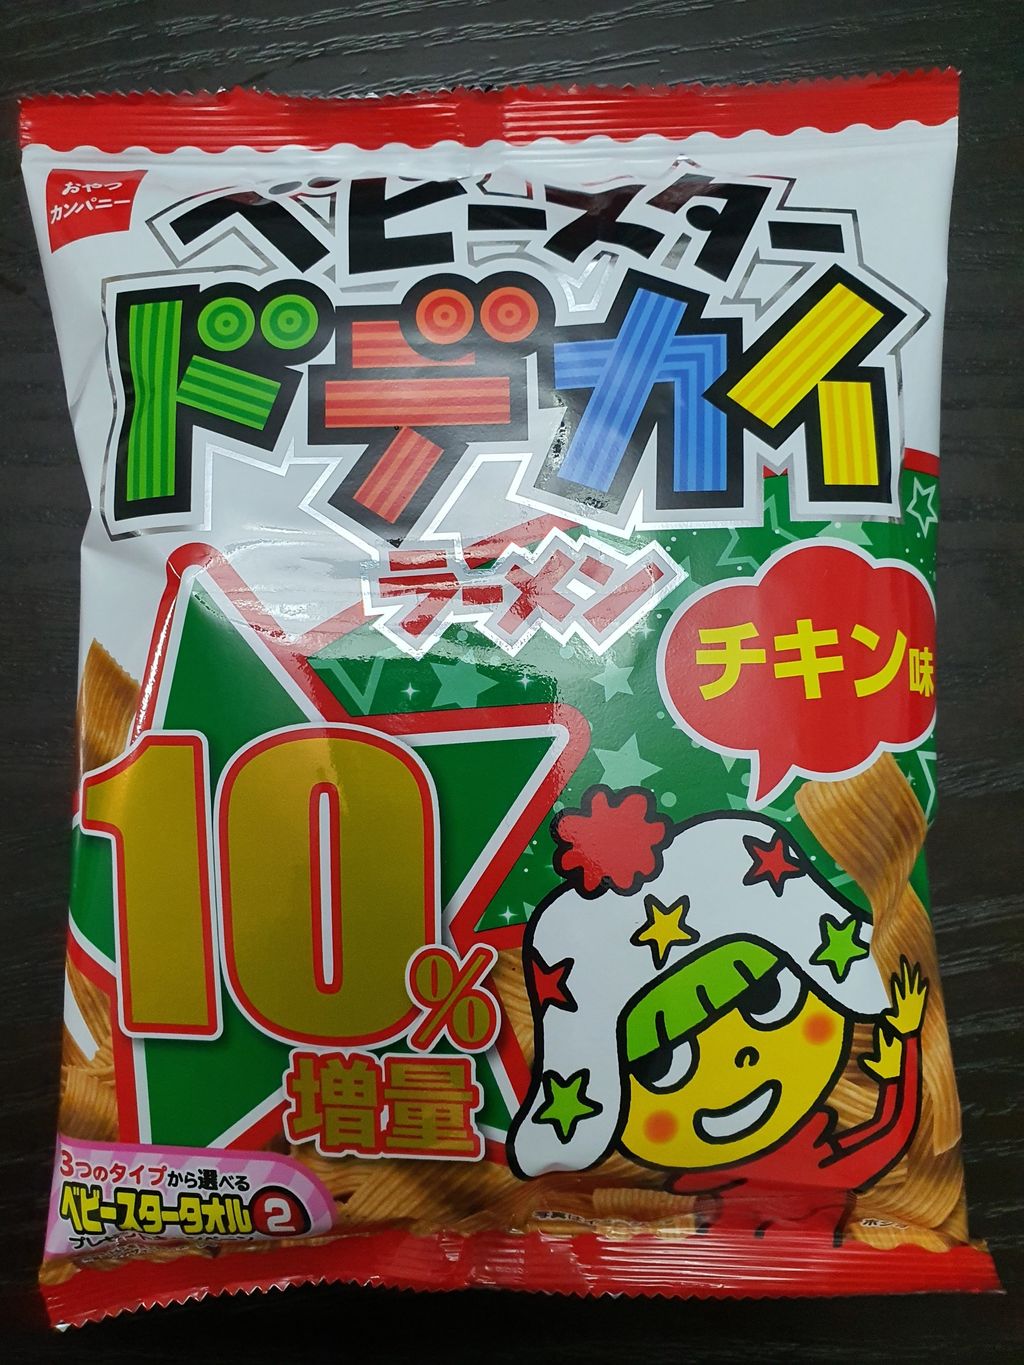 おやつ
カンパニー
ベビースター
ドデカイ
ラーメン
チキン味
10%
増量
3つのタイプから選べる
ベビースタータオル 2